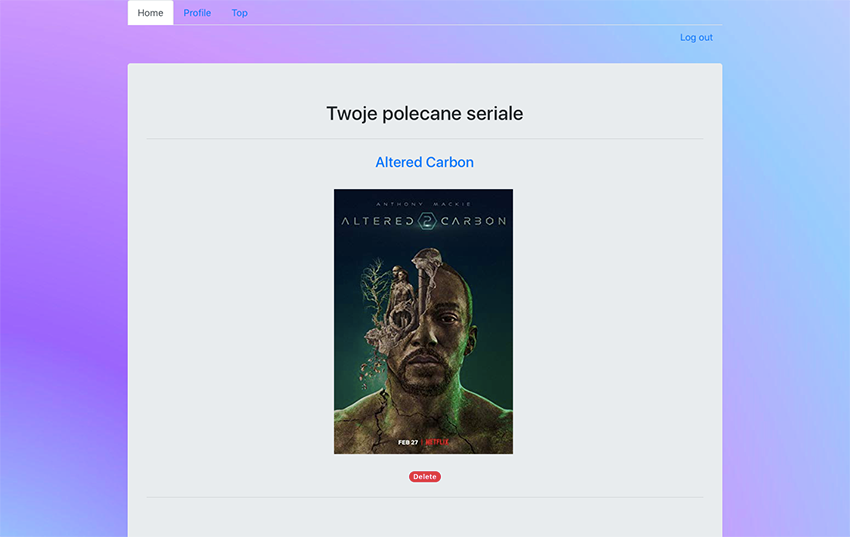 Home Profile Top
Log out
Twoje polecane seriale
Altered Carbon
ANTHONY MACKIE
ALTERED 2 CARBON
FEB 27 | NETFLIX
Delete